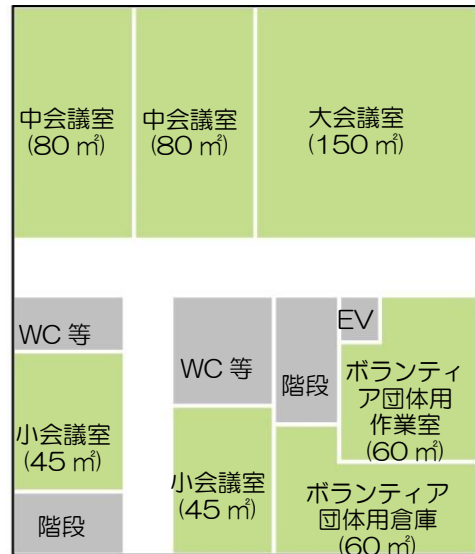 中会議室
(80 ㎡)
中会議室
(80 ㎡)
大会議室
(150 ㎡)
WC 等
小会議室
(45 ㎡)
階段
WC 等
小会議室
(45 ㎡)
階段
EV
ボランティ
ア団体用
作業室
(60 ㎡)
ボランティア
団体用倉庫
(60 ㎡)